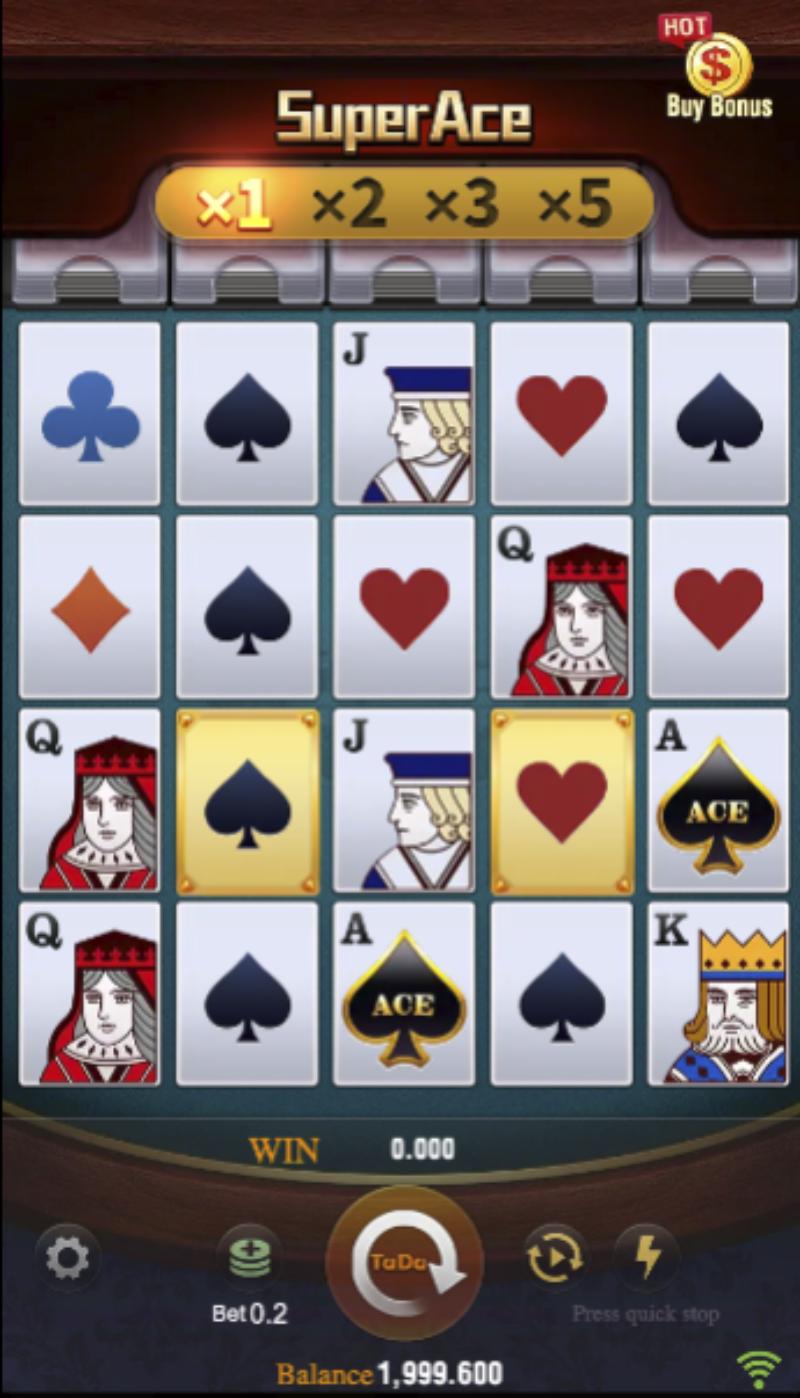 HOT
$
Buy Bonus
SuperAce
×1 ×2 ×3 ×5
J
Q
Q J A
ACE
Q A K
ACE
WIN 0.000
TaDa
Bet 0.2
Press quick stop
Balance 1,999.600